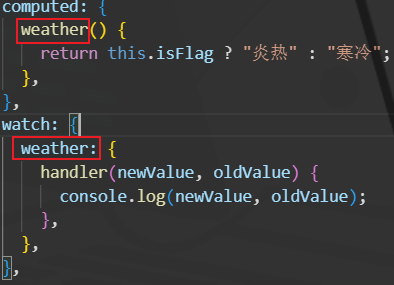 computed: {
  weather() {
    return this.isFlag ? "炎热" : "寒冷";
  },
},
watch: {
  weather: {
    handler(newValue, oldValue) {
      console.log(newValue, oldValue);
    },
  },
},